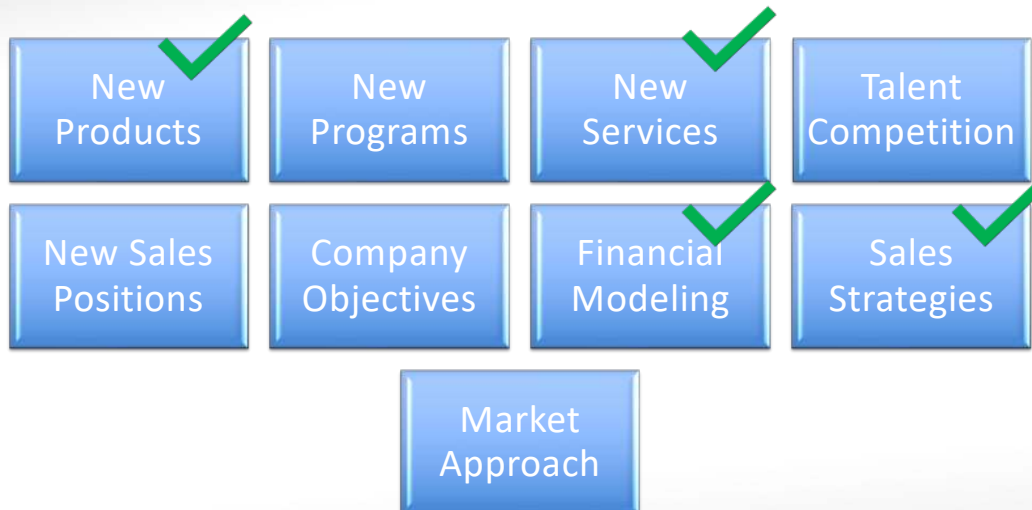 New
Products
New
Programs
New
Services
Talent
Competition
New Sales
Positions
Company
Objectives
Financial
Modeling
Sales
Strategies
Market
Approach